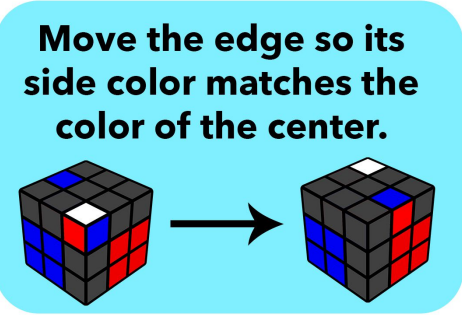 Move the edge so its
side color matches the
color of the center.